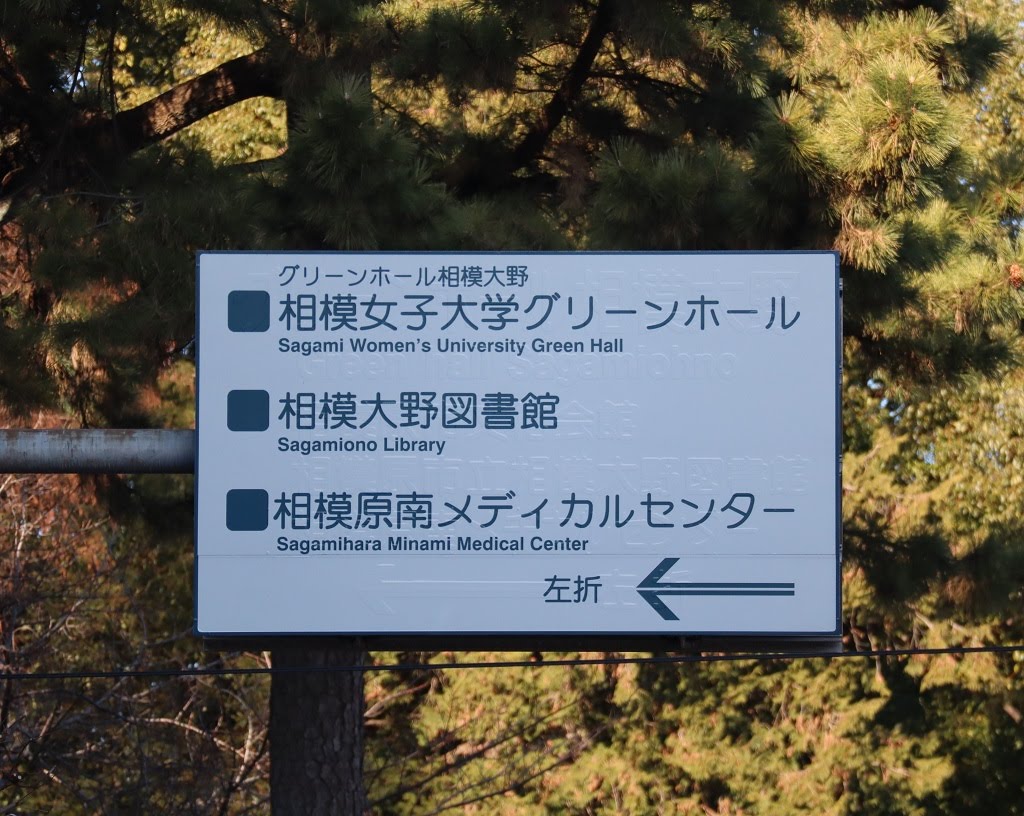 グリーンホール相模大野
■相模女子大学グリーンホール
Sagami Women's University Green Hall
■相模大野図書館
Sagamiono Library
■相模原南メディカルセンター
Sagamihara Minami Medical Center
左折 ←